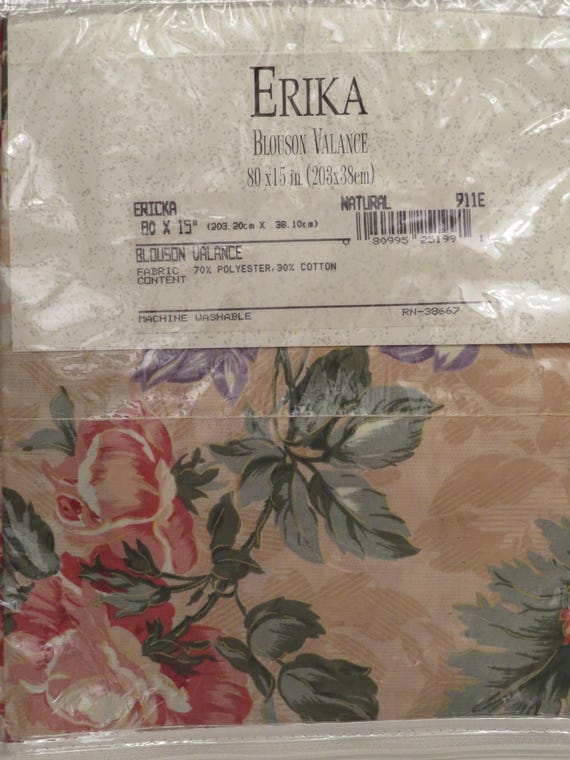 ERIKA
BLOUSON VALANCE
80 x 15 in. (203x38cm)
ERICKA NATURAL 911E
80 X 15" (203.20cm X 38.10cm)
80995 25199 1
BLOUSON VALANCE
FABRIC 70% POLYESTER, 30% COTTON
CONTENT
MACHINE WASHABLE RN-38667